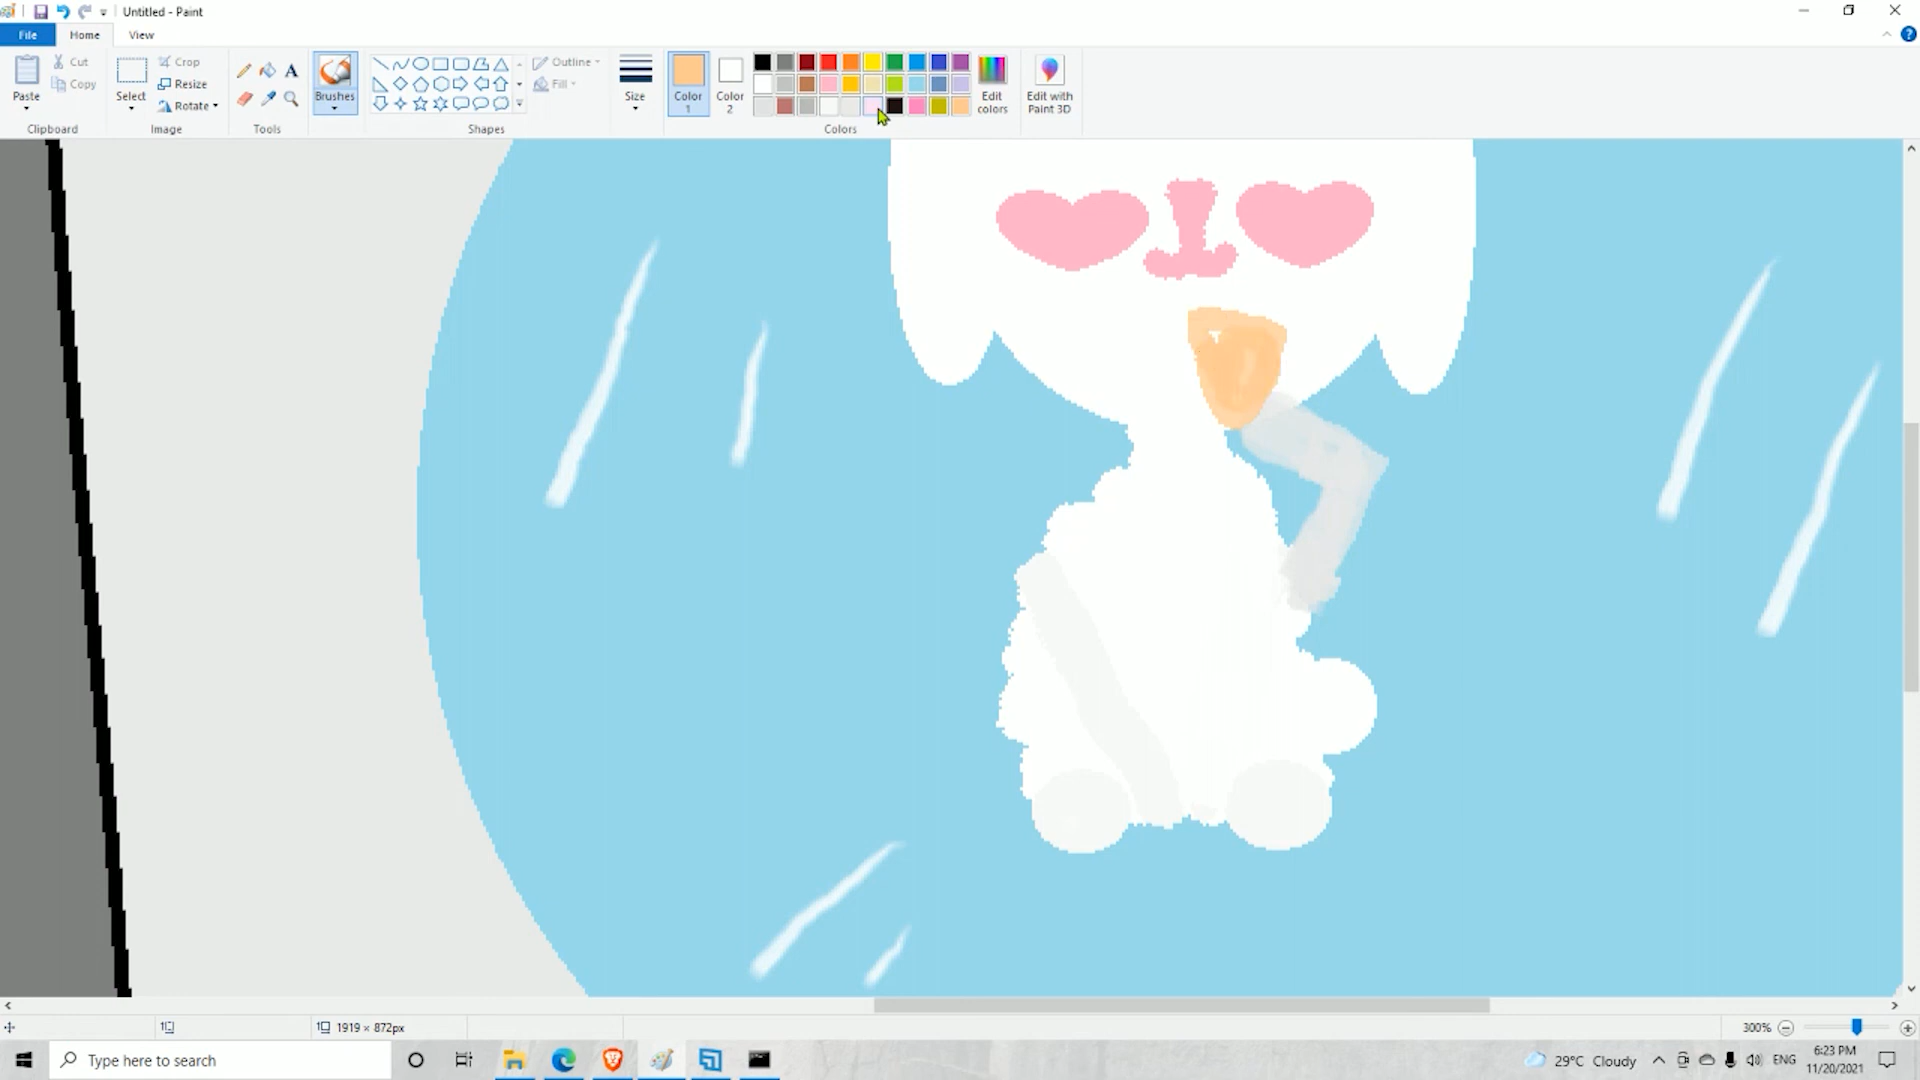 Untitled - Paint
File Home View
Paste
Cut
Copy
Clipboard
Select
Crop
Resize
Rotate
Image
A
Tools
Brushes
Outline
Fill
Shapes
Size
Color 1
Color 2
Colors
Edit colors
Edit with Paint 3D
1919 × 872px
300%
Type here to search
29°C Cloudy
ENG
6:23 PM
11/20/2021